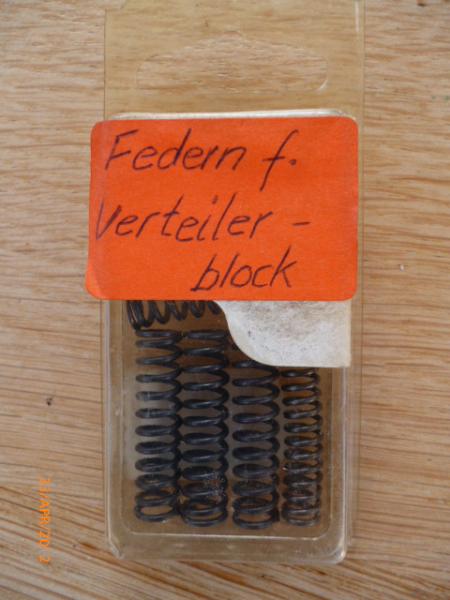 Federn f.
Verteiler-
block